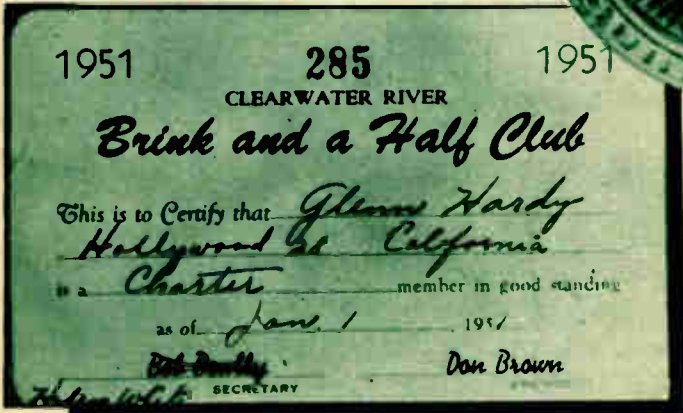 1951 285 1951
CLEARWATER RIVER
Brink and a Half Club
This is to Certify that Glenn Hardy
Hollywood California
is a Charter member in good standing
as of Jan. 1 1951
Bob Don Brown
SECRETARY